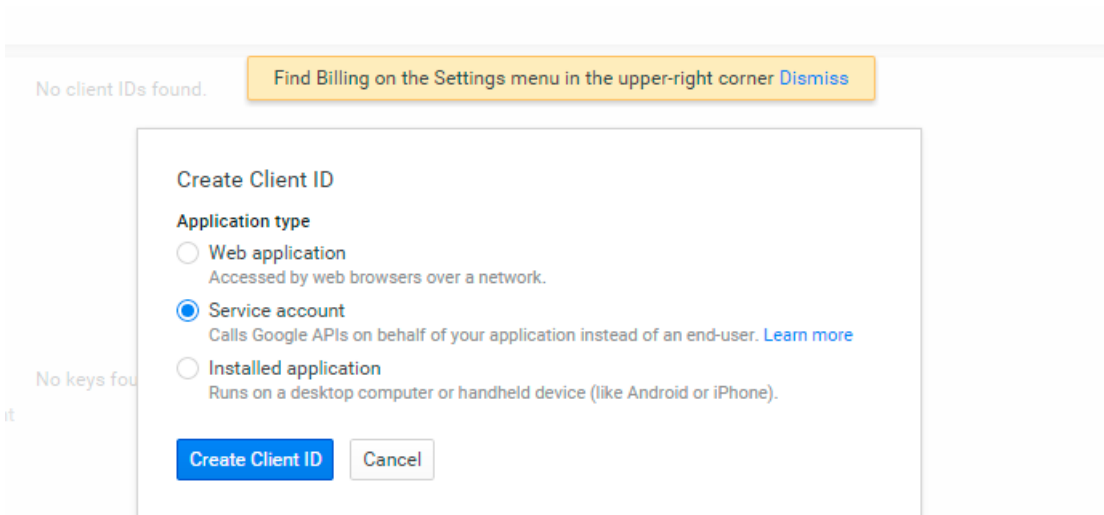 Find Billing on the Settings menu in the upper-right corner Dismiss
No client IDs found.
Create Client ID
Application type
Web application
Accessed by web browsers over a network.
Service account
Calls Google APIs on behalf of your application instead of an end-user. Learn more
Installed application
Runs on a desktop computer or handheld device (like Android or iPhone).
No keys fou
nt
Create Client ID Cancel